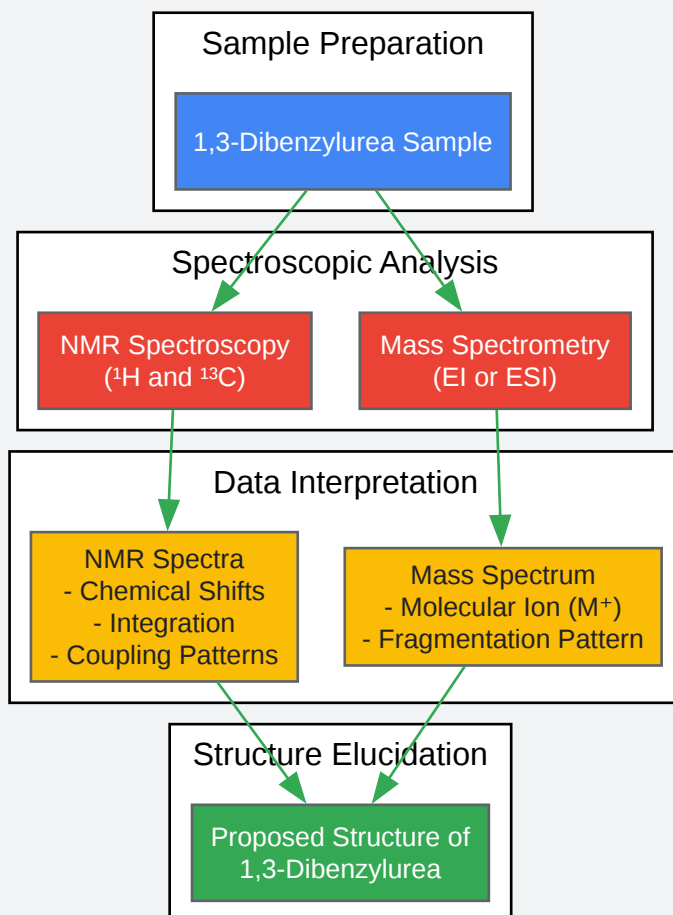 Sample Preparation
1,3-Dibenzylurea Sample
Spectroscopic Analysis
NMR Spectroscopy
(¹H and ¹³C)
Mass Spectrometry
(EI or ESI)
Data Interpretation
NMR Spectra
- Chemical Shifts
- Integration
- Coupling Patterns
Mass Spectrum
- Molecular Ion (M⁺)
- Fragmentation Pattern
Structure Elucidation
Proposed Structure of
1,3-Dibenzylurea